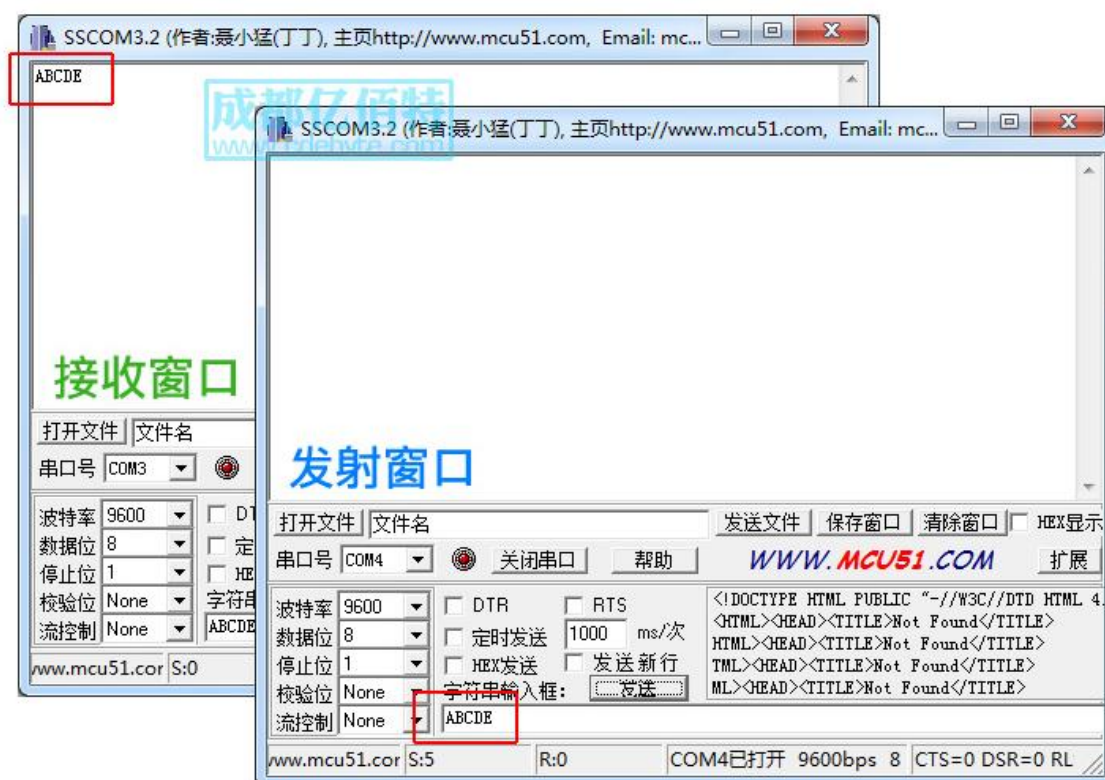 SSCOM3.2 (作者:聂小猛(丁丁), 主页http://www.mcu51.com, Email: mc...
ABCDE
成都亿佰特
www.cdebyte.com
接收窗口
打开文件 文件名
串口号 COM3
波特率 9600 DT
数据位 8 定
停止位 1 HE
校验位 None 字符串
流控制 None ABCDE
www.mcu51.cor S:0
SSCOM3.2 (作者:聂小猛(丁丁), 主页http://www.mcu51.com, Email: mc...
发射窗口
打开文件 文件名 发送文件 保存窗口 清除窗口 HEX显示
串口号 COM4 关闭串口 帮助 WWW.MCU51.COM 扩展
波特率 9600 DTR RTS
数据位 8 定时发送 1000 ms/次
停止位 1 HEX发送 发送新行
校验位 None 字符串输入框: 发送
流控制 None ABCDE
<!DOCTYPE HTML PUBLIC "-//W3C//DTD HTML 4.
<HTML><HEAD><TITLE>Not Found</TITLE>
HTML><HEAD><TITLE>Not Found</TITLE>
TML><HEAD><TITLE>Not Found</TITLE>
ML><HEAD><TITLE>Not Found</TITLE>
www.mcu51.cor S:5 R:0 COM4已打开 9600bps 8 CTS=0 DSR=0 RL